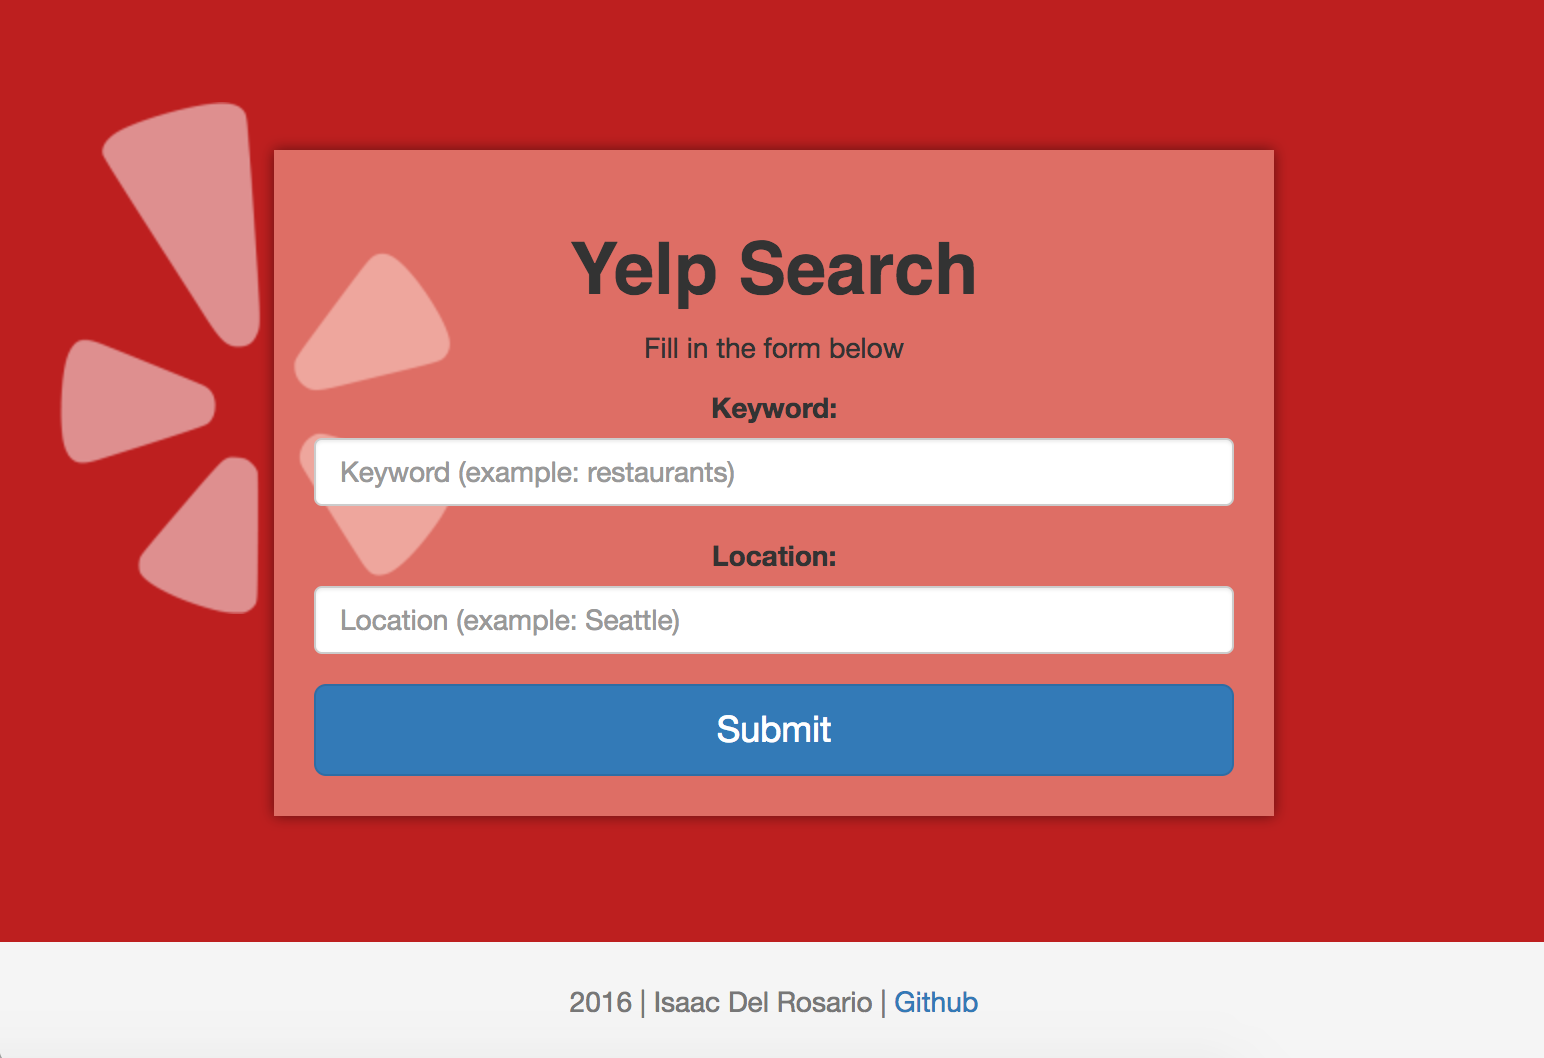 Yelp Search
Fill in the form below
Keyword:
Keyword (example: restaurants)
Location:
Location (example: Seattle)
Submit
2016 | Isaac Del Rosario | Github